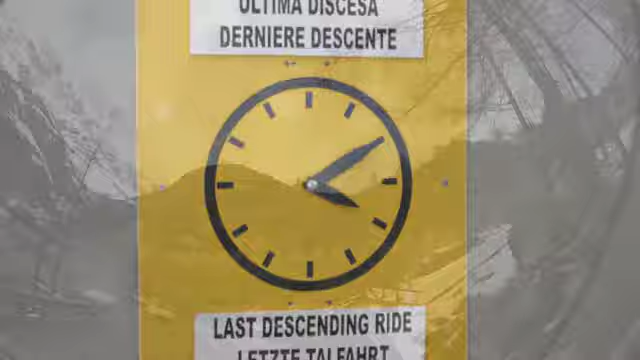 ULTIMA DISCESA
DERNIERE DESCENTE
LAST DESCENDING RIDE
LETZTE TALFAHRT